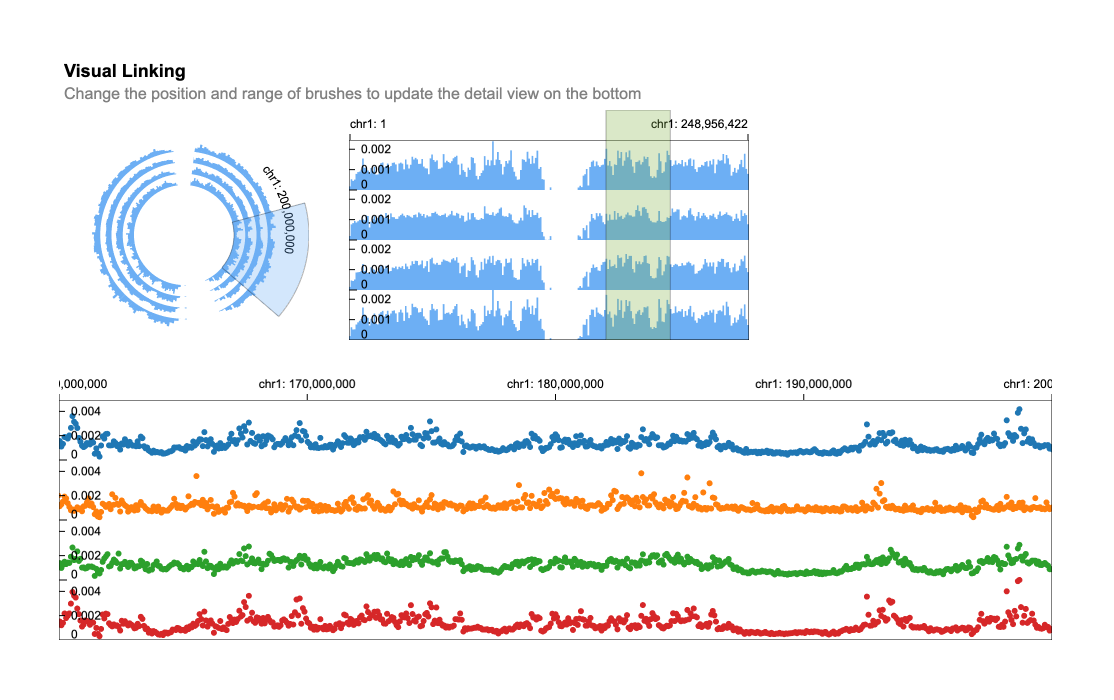 Visual Linking
Change the position and range of brushes to update the detail view on the bottom
chr1: 1
chr1: 248,956,422
chr1: 200,000,000
0.002
0.001
0
0.002
0.001
0
0.002
0.001
0
0.002
0.001
0
0,000,000
chr1: 170,000,000
chr1: 180,000,000
chr1: 190,000,000
chr1: 200
0.004
0.002
0
0.004
0.002
0
0.004
0.002
0
0.004
0.002
0